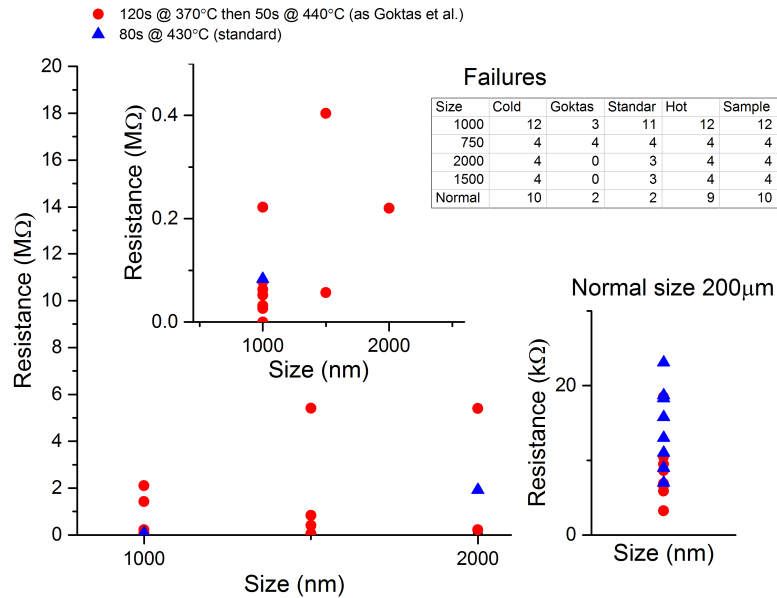 120s @ 370°C then 50s @ 440°C (as Goktas et al.)
80s @ 430°C (standard)
Resistance (MΩ)
20
18
16
14
12
10
8
6
4
2
0
1000
2000
Size (nm)
Resistance (MΩ)
0.4
0.2
0.0
1000
2000
Size (nm)
Failures
Size Cold Goktas Standar Hot Sample
1000 12 3 11 12 12
750 4 4 4 4 4
2000 4 0 3 4 4
1500 4 0 3 4 4
Normal 10 2 2 9 10
Normal size 200μm
Resistance (kΩ)
20
0
Size (nm)